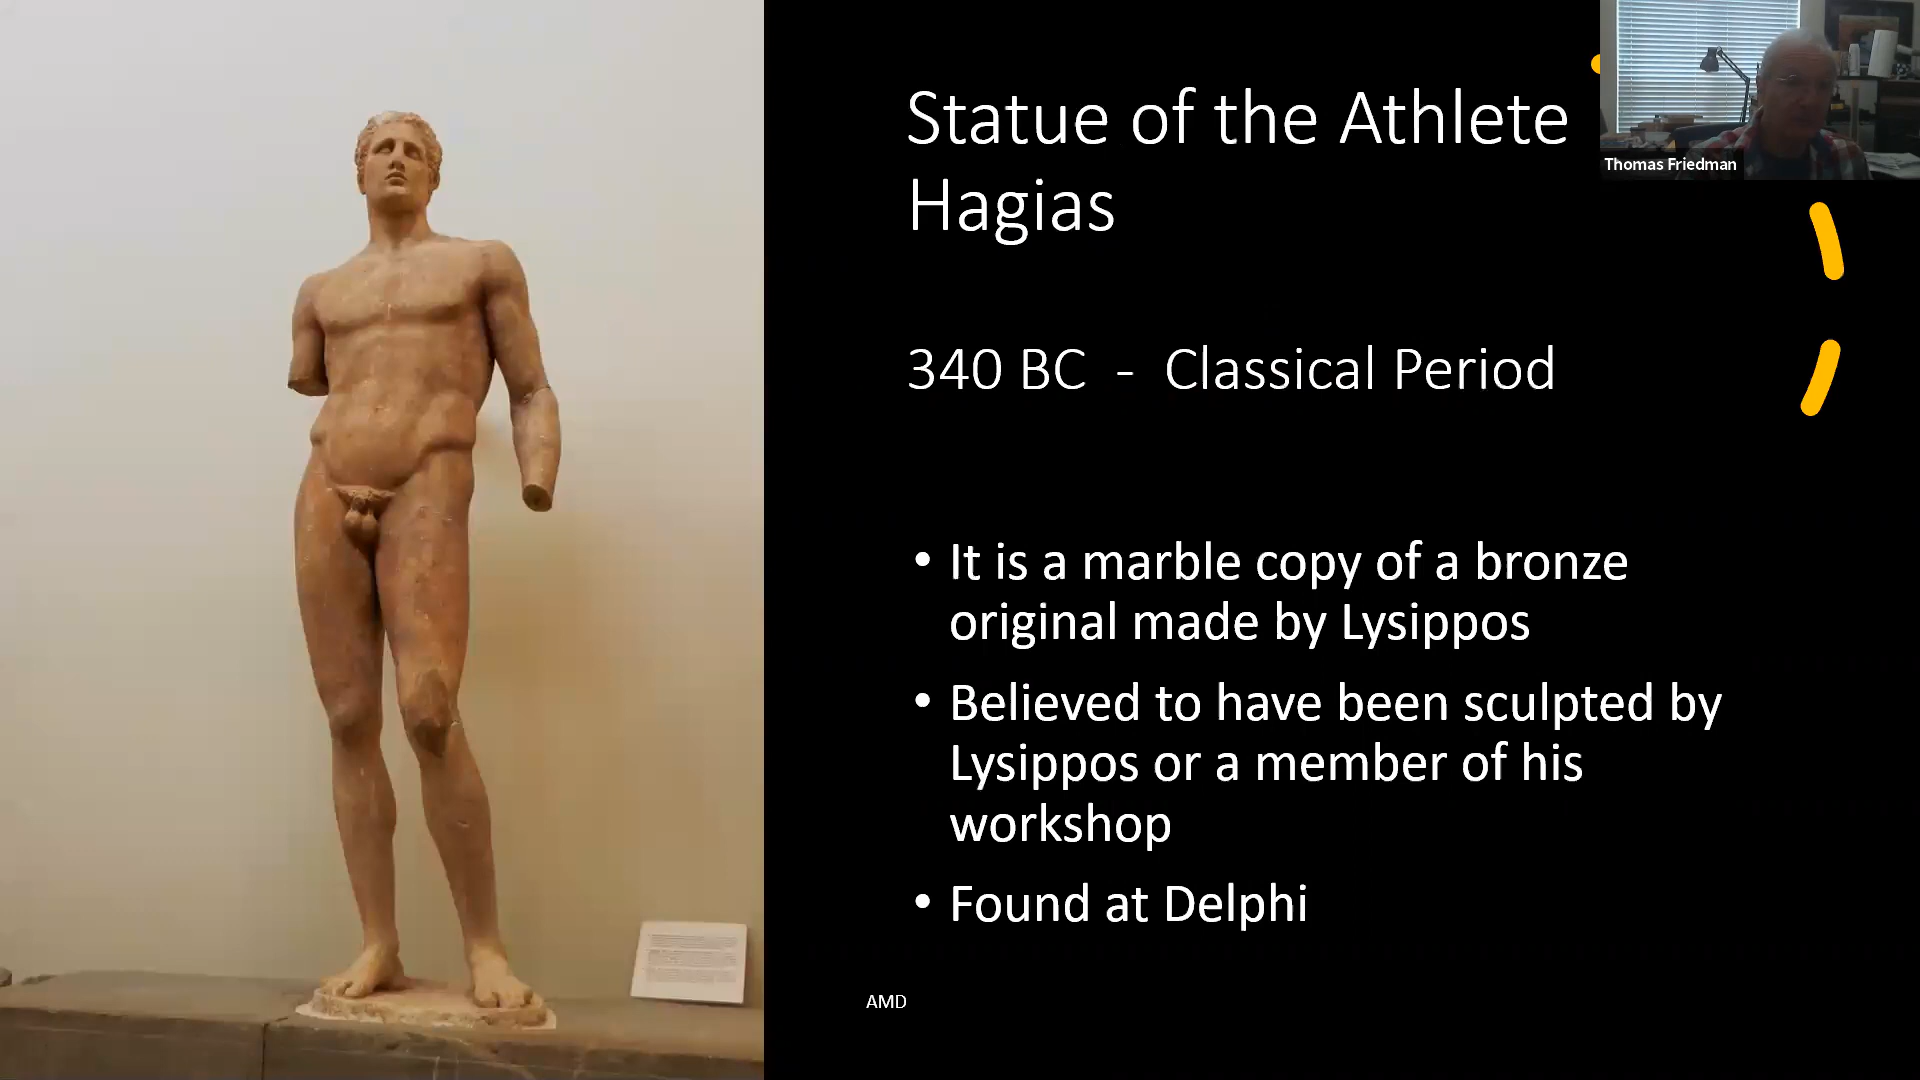 Statue of the Athlete
Hagias
340 BC - Classical Period
• It is a marble copy of a bronze
original made by Lysippos
• Believed to have been sculpted by
Lysippos or a member of his
workshop
• Found at Delphi
AMD
Thomas Friedman